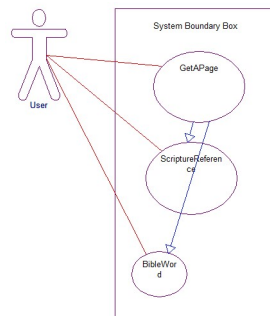 System Boundary Box
GetAPage
User
ScriptureReferen
ce
BibleWor
d